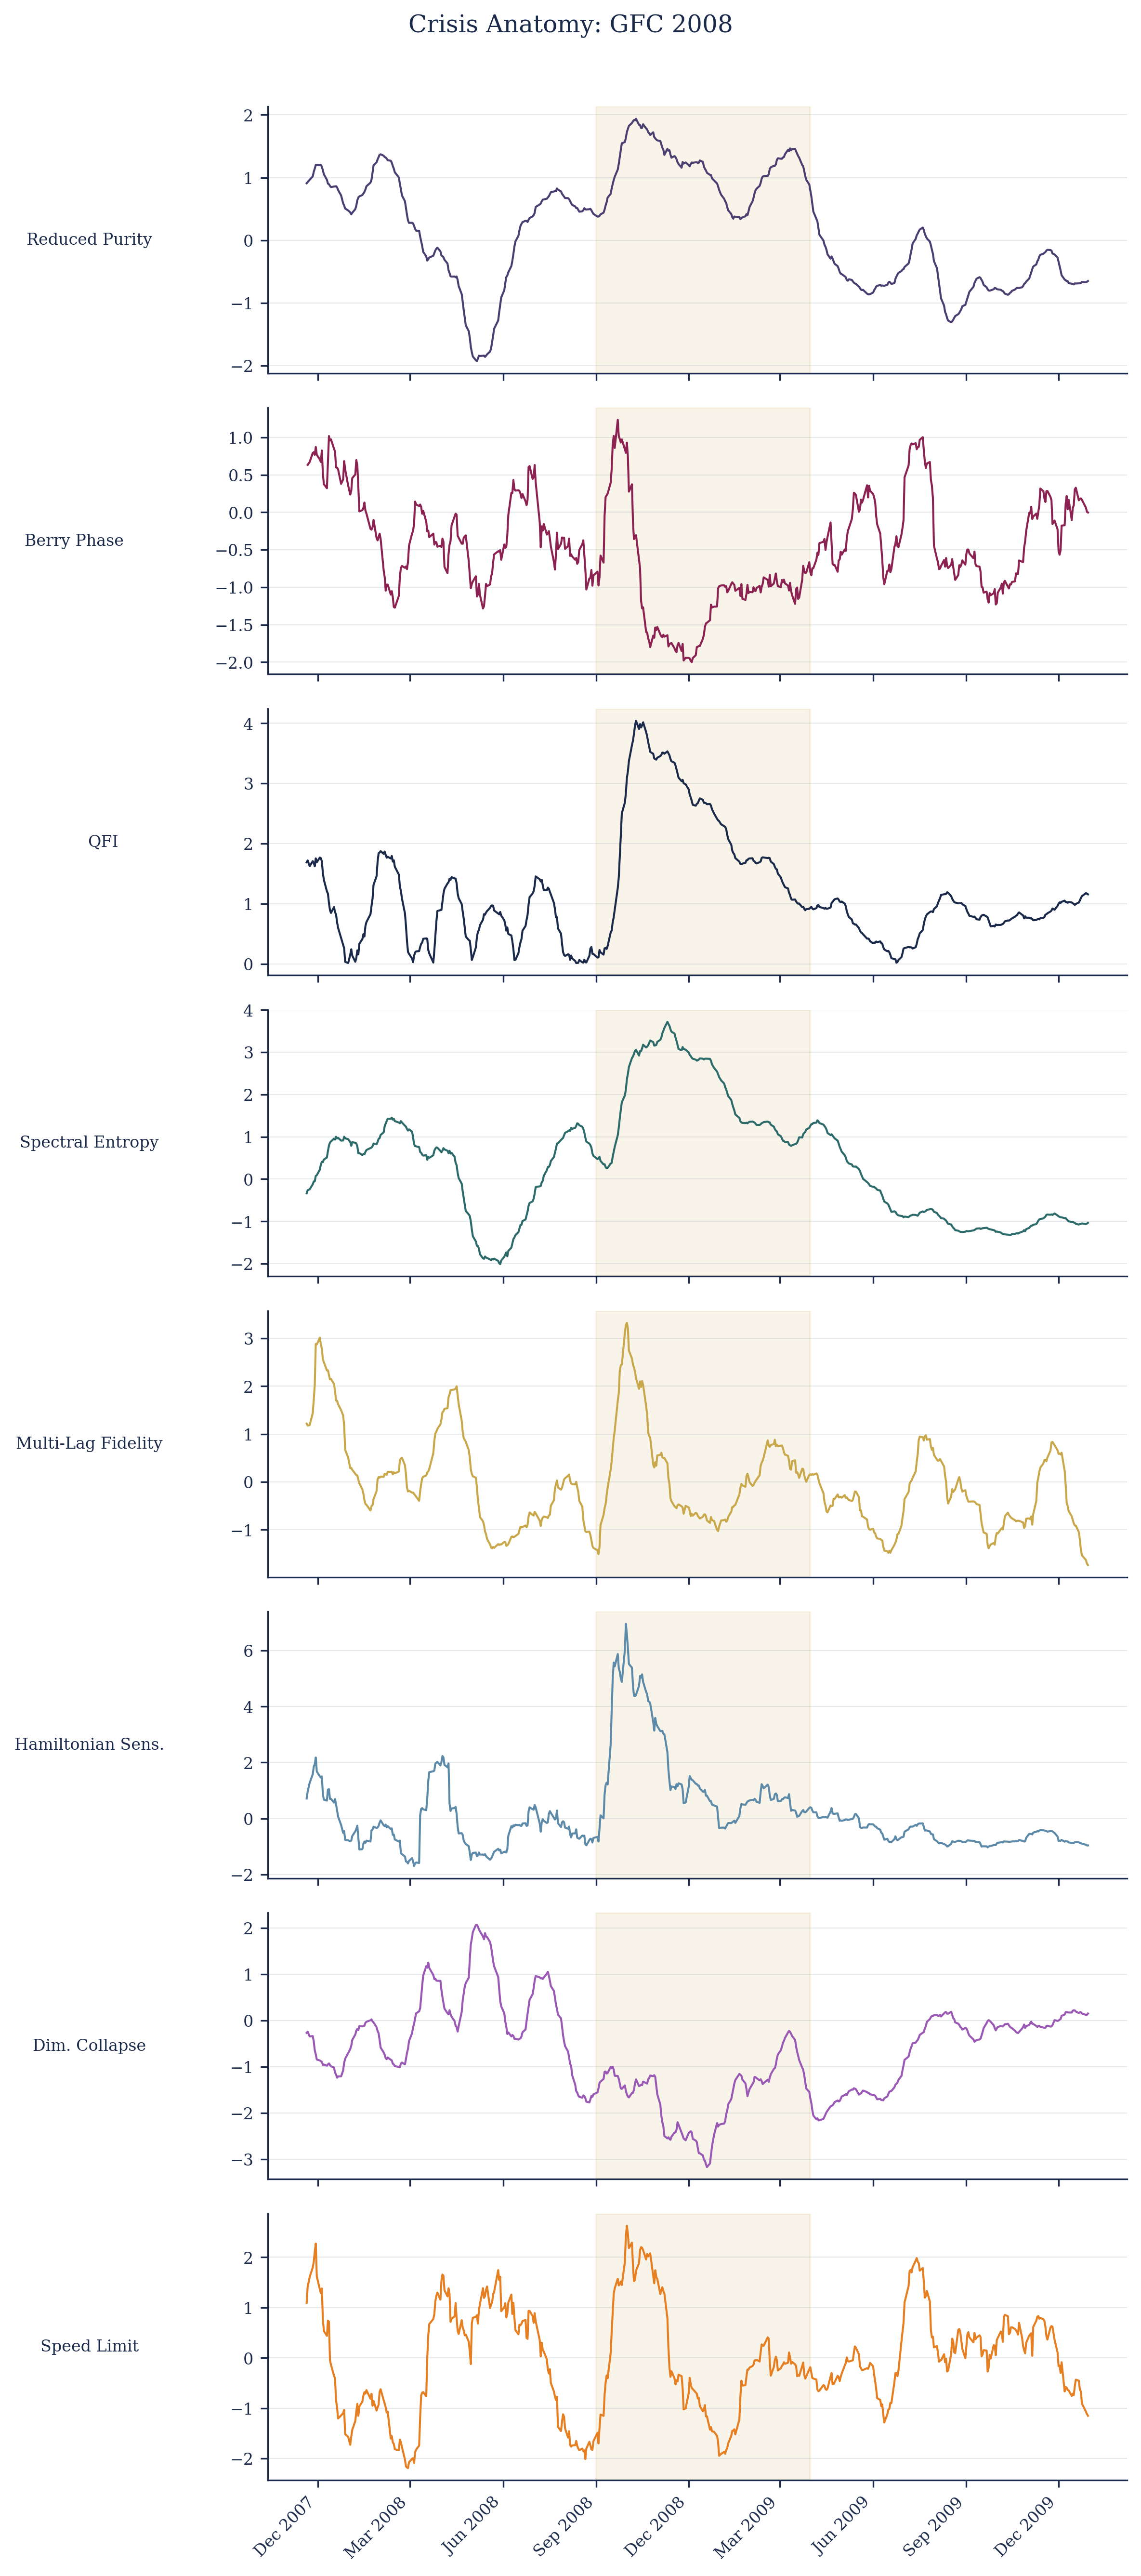 Crisis Anatomy: GFC 2008
2
1
0
−1
−2
Reduced Purity
1.0
0.5
0.0
−0.5
−1.0
−1.5
−2.0
Berry Phase
4
3
2
1
0
QFI
4
3
2
1
0
−1
−2
Spectral Entropy
3
2
1
0
−1
Multi-Lag Fidelity
6
4
2
0
−2
Hamiltonian Sens.
2
1
0
−1
−2
−3
Dim. Collapse
2
1
0
−1
−2
Speed Limit
Dec 2007
Mar 2008
Jun 2008
Sep 2008
Dec 2008
Mar 2009
Jun 2009
Sep 2009
Dec 2009